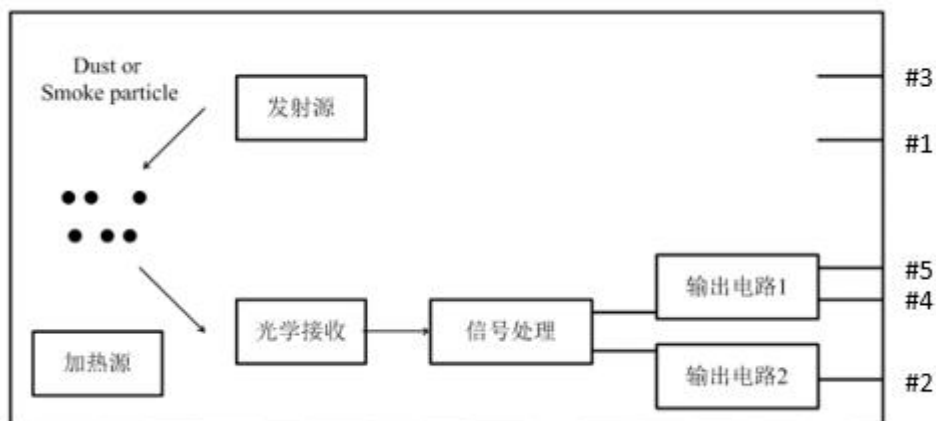 Dust or
Smoke particle
发射源
#3
#1
#5
输出电路1
#4
光学接收
信号处理
加热源
输出电路2
#2